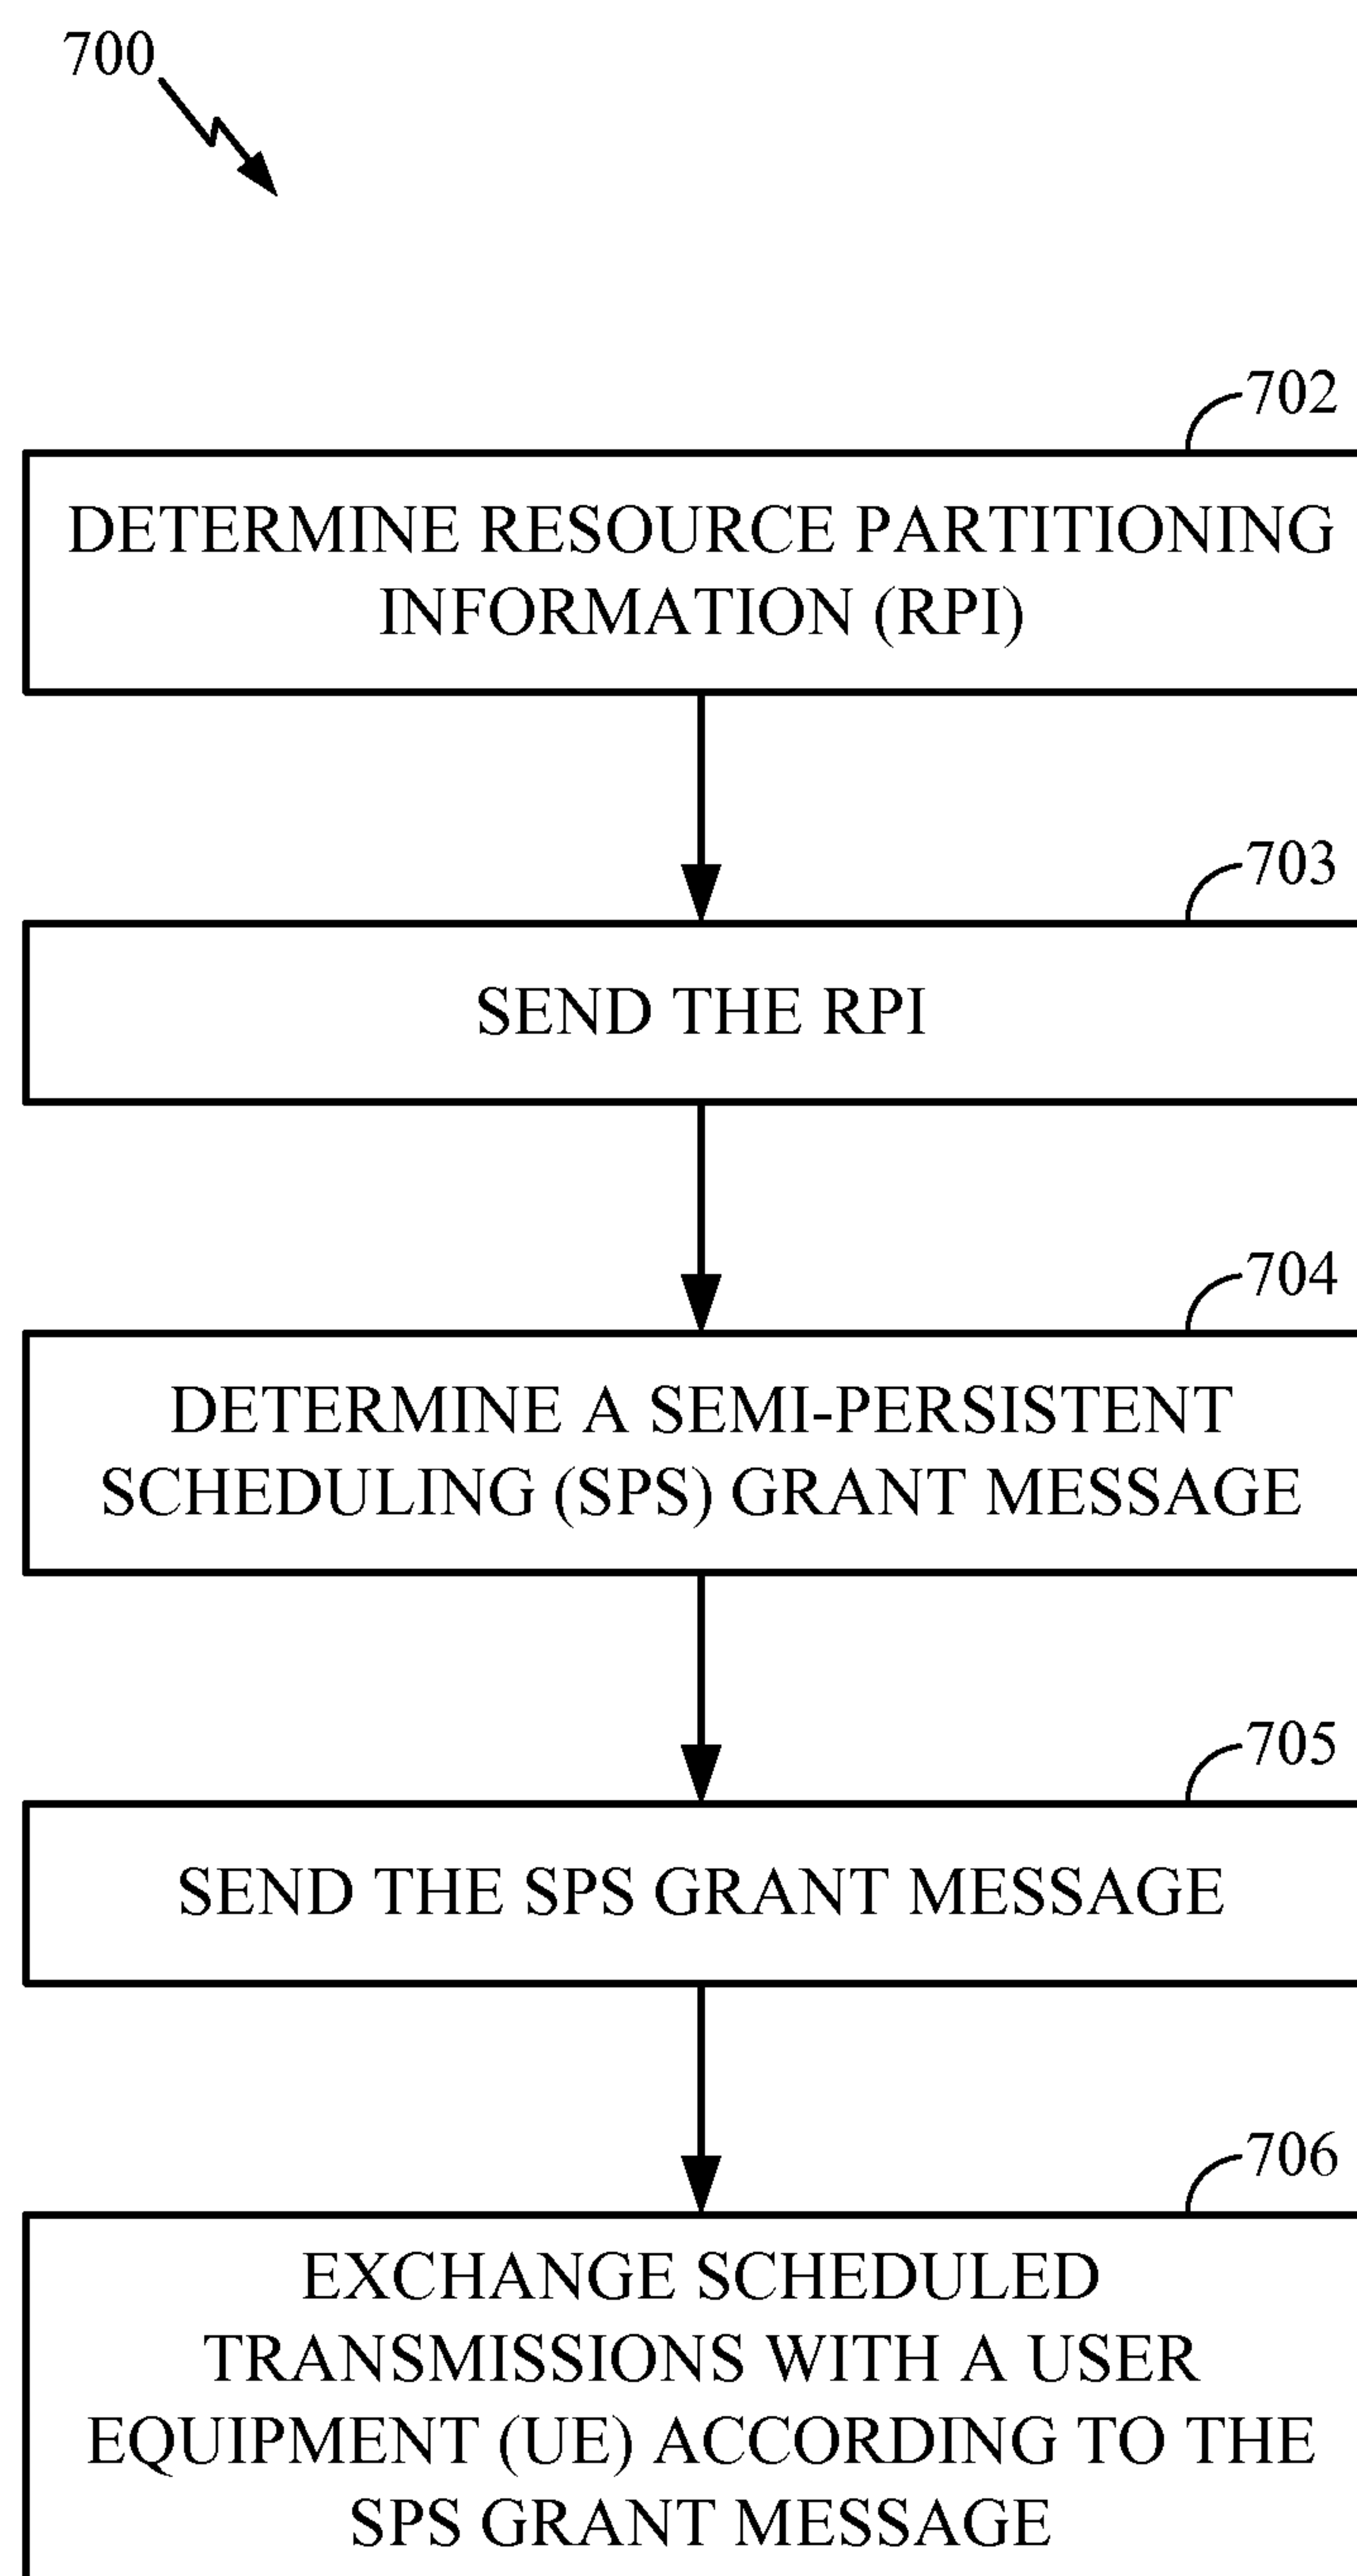 700
702
DETERMINE RESOURCE PARTITIONING
INFORMATION (RPI)
703
SEND THE RPI
704
DETERMINE A SEMI-PERSISTENT
SCHEDULING (SPS) GRANT MESSAGE
705
SEND THE SPS GRANT MESSAGE
706
EXCHANGE SCHEDULED
TRANSMISSIONS WITH A USER
EQUIPMENT (UE) ACCORDING TO THE
SPS GRANT MESSAGE